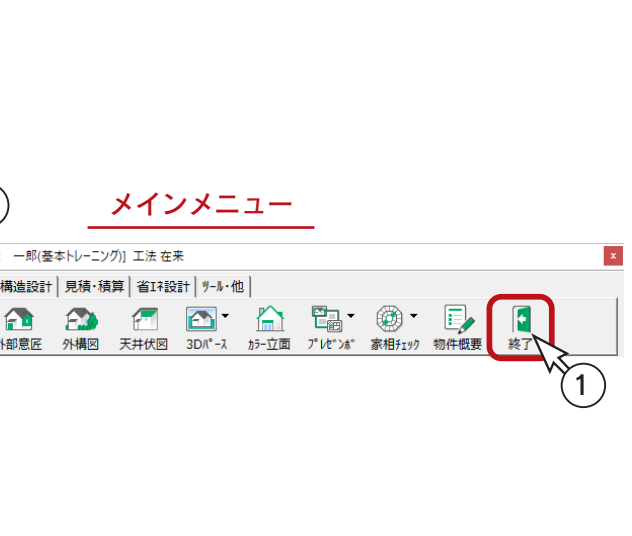 メインメニュー
一郎(基本トレーニング)] 工法 在来
構造設計 見積・積算 省ｴﾈ設計 ﾂｰﾙ・他
外部意匠 外構図 天井伏図 3Dﾊﾟｰｽ ｶﾗｰ立面 ﾌﾟﾚｾﾞﾝﾎﾞ 家相ﾁｪｯｸ 物件概要 終了
1